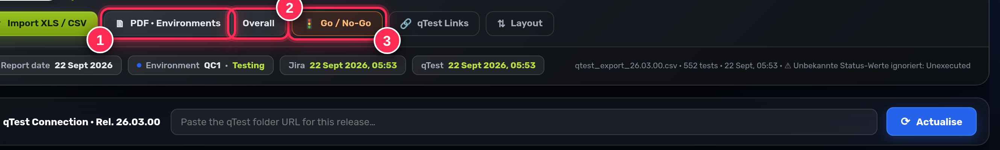 Import XLS / CSV PDF • Environments Overall 2 Go / No-Go qTest Links Layout
1 3
Report date 22 Sept 2026 Environment QC1 • Testing Jira 22 Sept 2026, 05:53 qTest 22 Sept 2026, 05:53 qtest_export_26.03.00.csv • 552 tests • 22 Sept, 05:53 • ⚠ Unbekannte Status-Werte ignoriert: Unexecuted
qTest Connection • Rel. 26.03.00 Paste the qTest folder URL for this release… Actualise